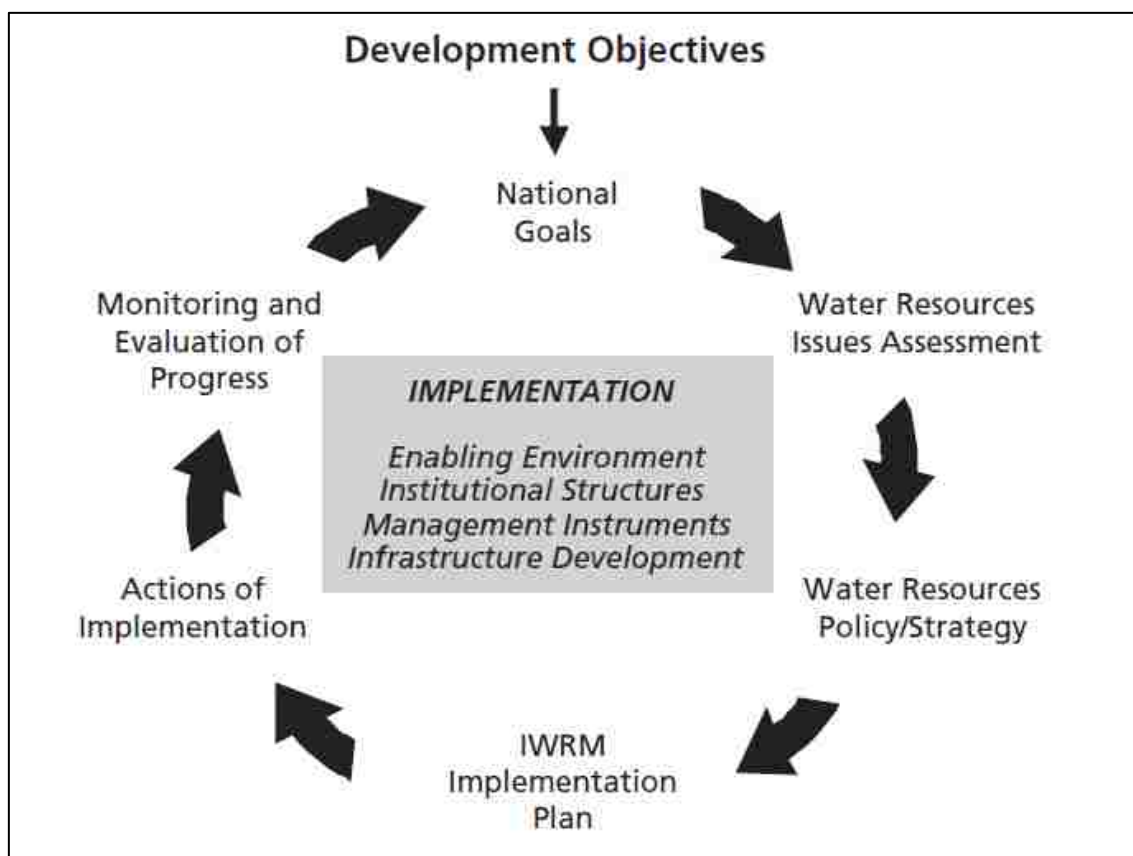 Development Objectives
National
Goals
Water Resources
Issues Assessment
Water Resources
Policy/Strategy
IWRM
Implementation
Plan
Actions of
Implementation
Monitoring and
Evaluation of
Progress
IMPLEMENTATION
Enabling Environment
Institutional Structures
Management Instruments
Infrastructure Development